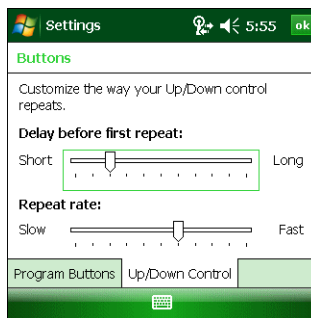 Settings 5:55 ok
Buttons
Customize the way your Up/Down control
repeats.
Delay before first repeat:
Short Long
Repeat rate:
Slow Fast
Program Buttons Up/Down Control